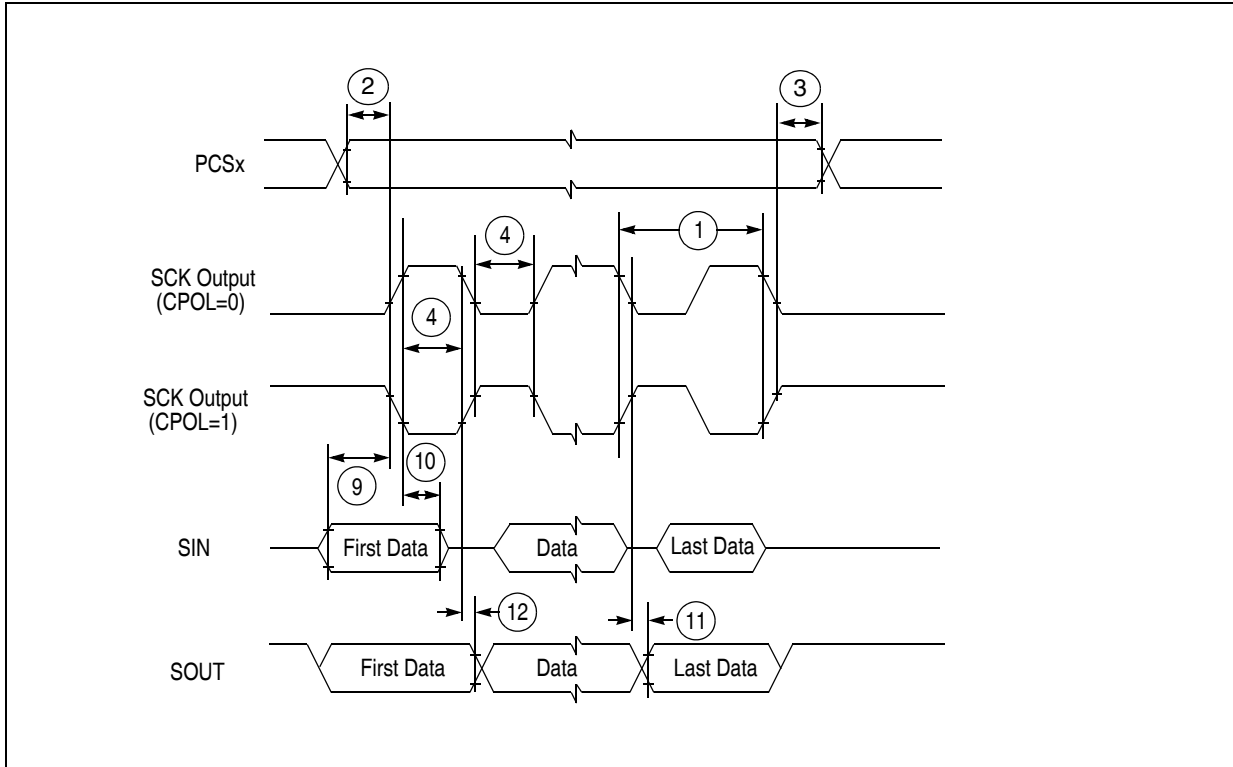 2
3
PCSx
4
1
SCK Output
(CPOL=0)
4
SCK Output
(CPOL=1)
9
10
SIN
First Data
Data
Last Data
12
11
SOUT
First Data
Data
Last Data